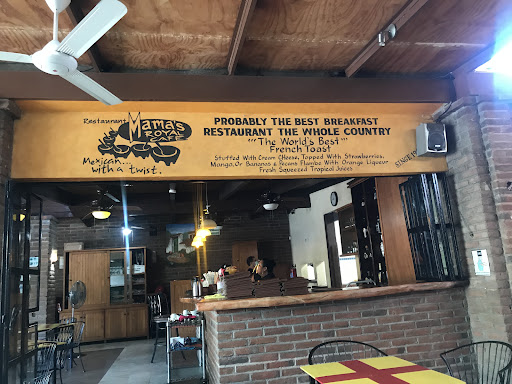 Restaurant
Mama's
Royal
Cafe
Mexican...
with a twist.
PROBABLY THE BEST BREAKFAST
RESTAURANT THE WHOLE COUNTRY
"The World's Best"
French Toast
Stuffed With Cream Cheese, Topped With Strawberries,
Mango, Or Bananas & Pecans Flambe With Orange Liqueur
Fresh Squeezed Tropical Juices
SINCE